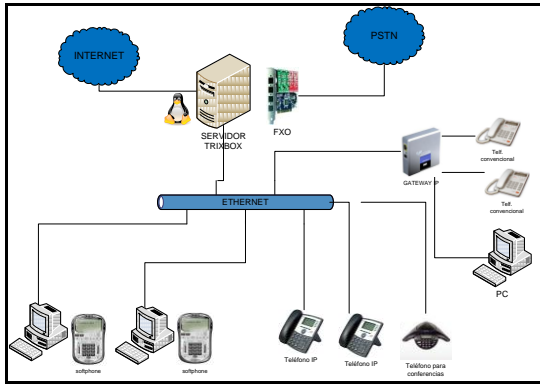 INTERNET
PSTN
SERVIDOR
TRIXBOX
FXO
Telf.
convencional
GATEWAY IP
Telf.
convencional
ETHERNET
PC
softphone
softphone
Teléfono IP
Teléfono IP
Teléfono para
conferencias